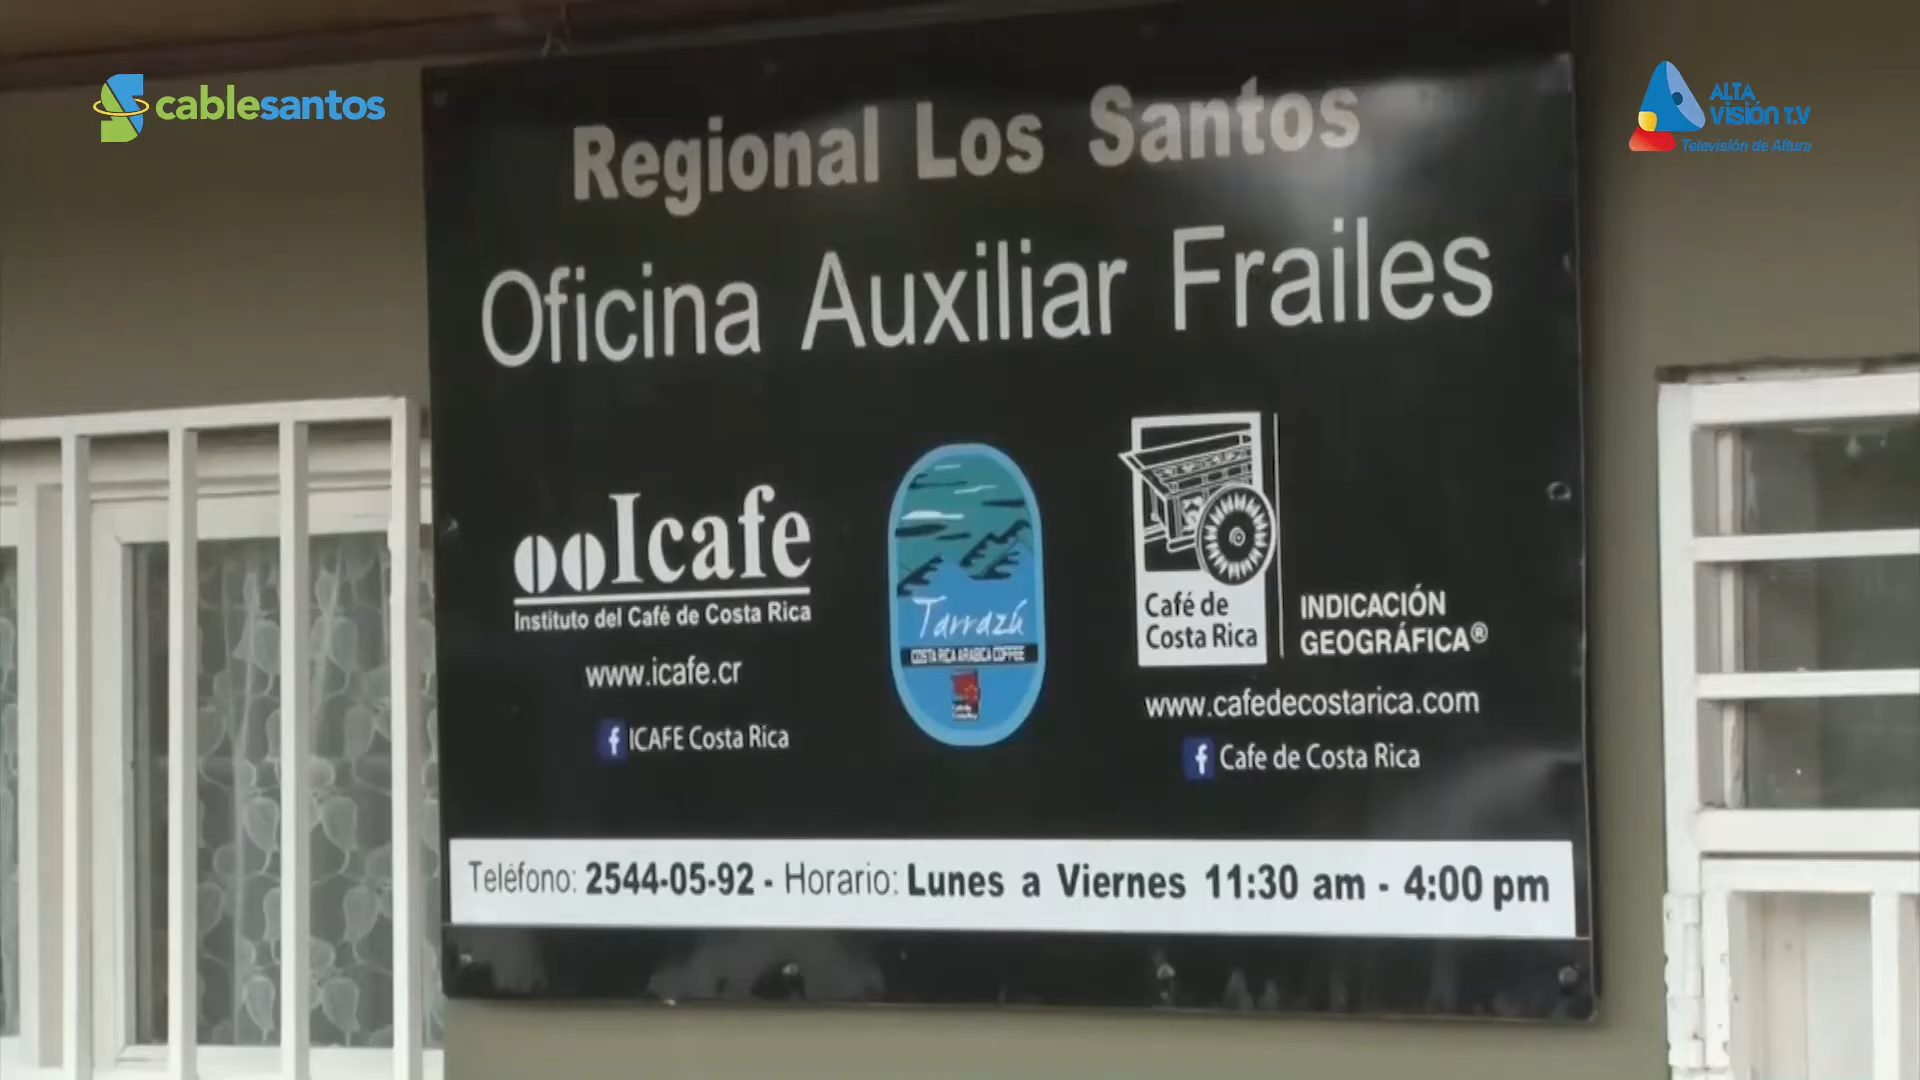 cablesantos
ALTA
VISIÓN T.V
Televisión de Altura
Regional Los Santos
Oficina Auxiliar Frailes
Icafe
Instituto del Café de Costa Rica
www.icafe.cr
ICAFE Costa Rica
Tarrazú
COSTA RICA ARABICA COFFEE
Café de
Costa Rica
INDICACIÓN
GEOGRÁFICA®
www.cafedecostarica.com
Cafe de Costa Rica
Teléfono: 2544-05-92 - Horario: Lunes a Viernes 11:30 am - 4:00 pm